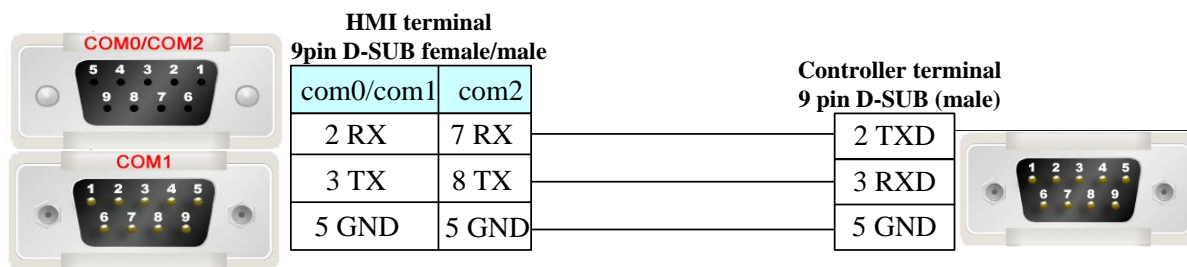 HMI terminal
9pin D-SUB female/male
COM0/COM2
5 4 3 2 1
9 8 7 6
COM1
1 2 3 4 5
6 7 8 9
com0/com1 com2
2 RX 7 RX
3 TX 8 TX
5 GND 5 GND
Controller terminal
9 pin D-SUB (male)
2 TXD
3 RXD
5 GND
1 2 3 4 5
6 7 8 9